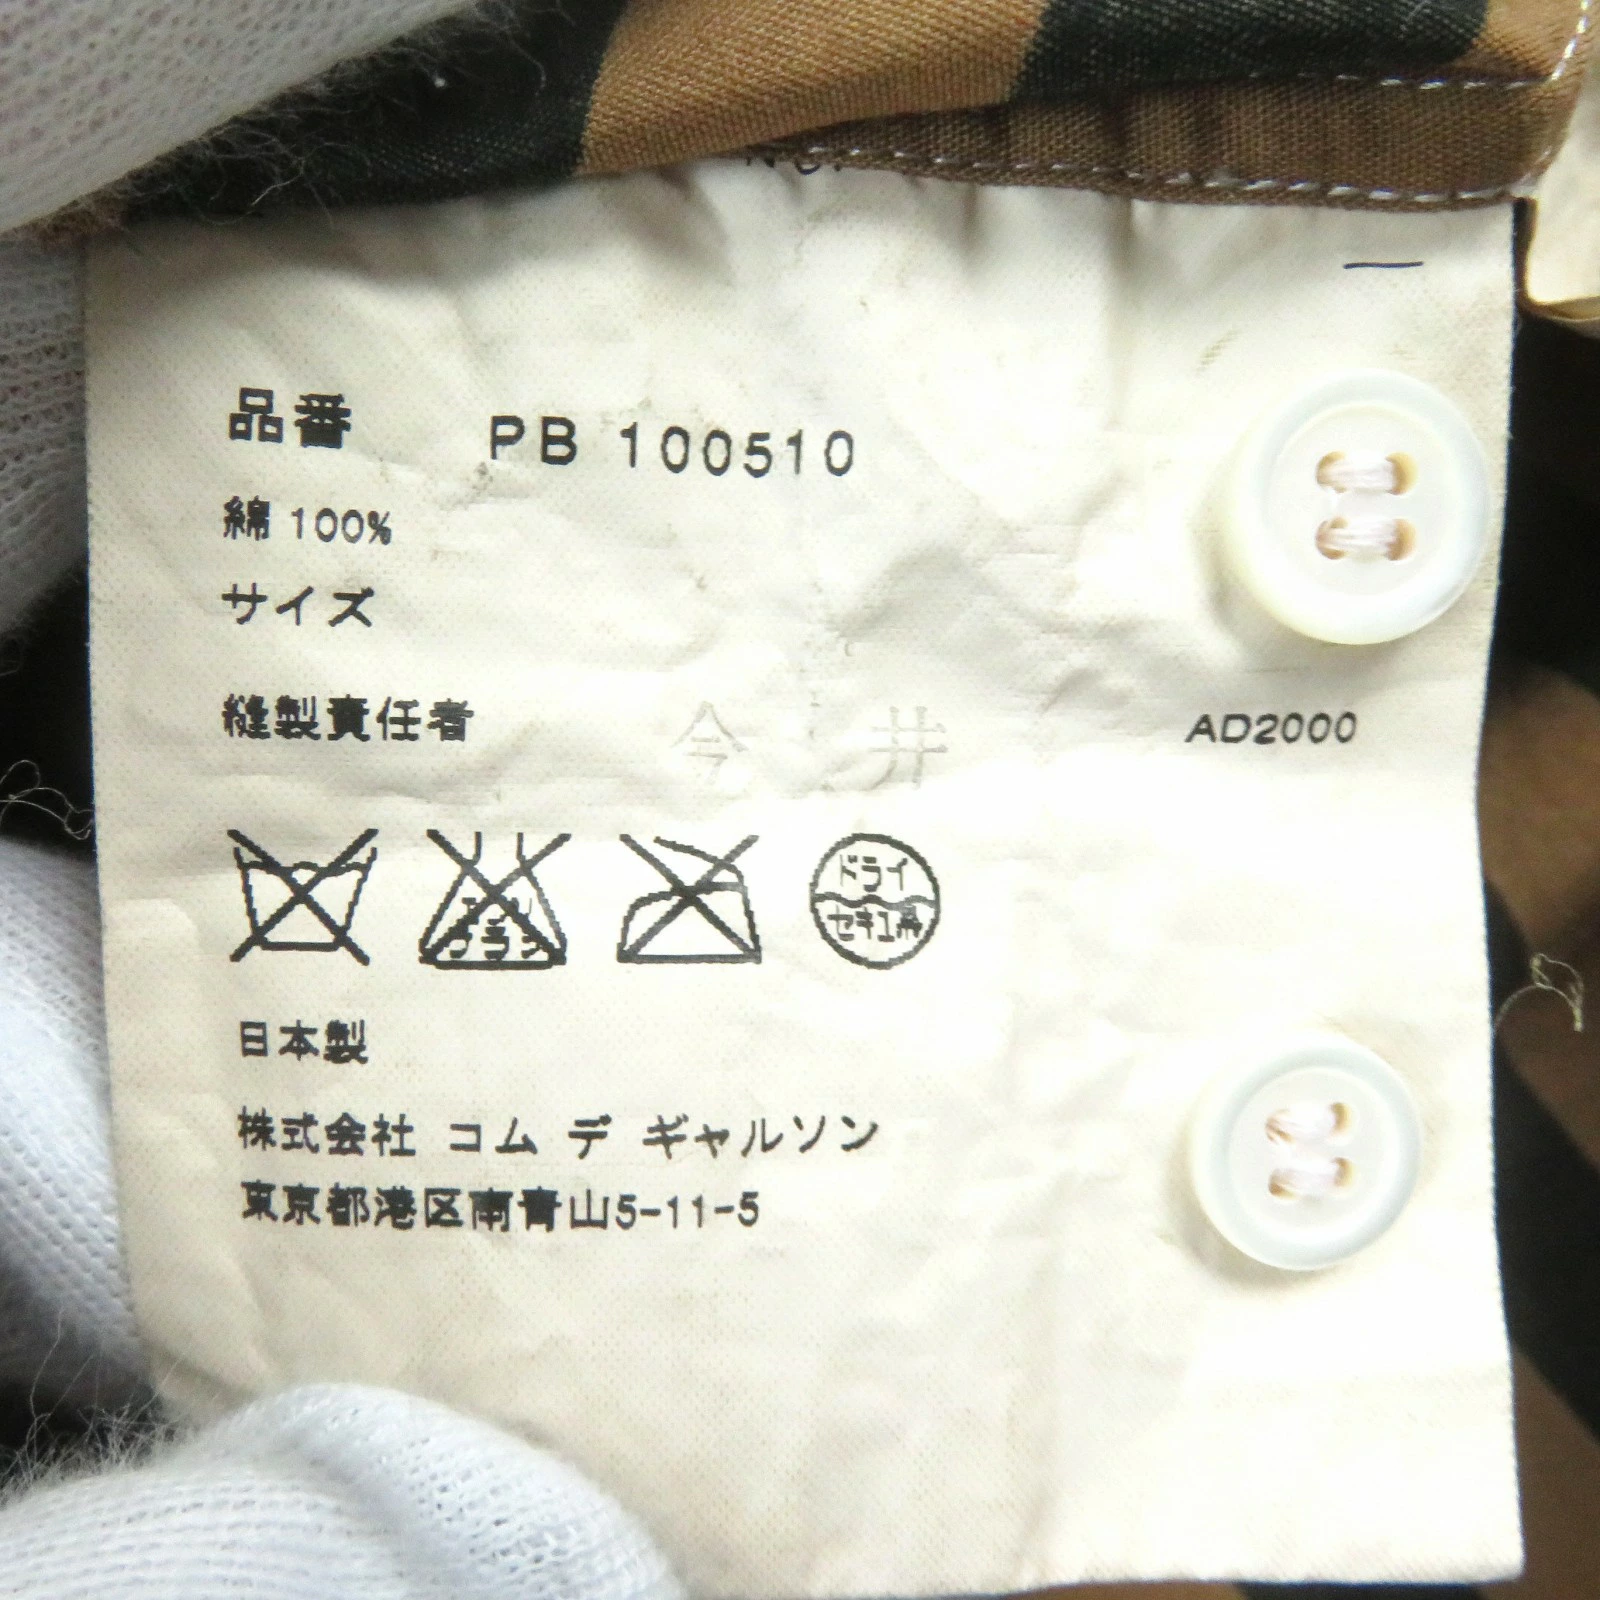 品番 PB 100510
綿 100%
サイズ
縫製責任者 今井 AD2000
ドライ
セキユ系
日本製
株式会社 コム デ ギャルソン
東京都港区南青山5-11-5